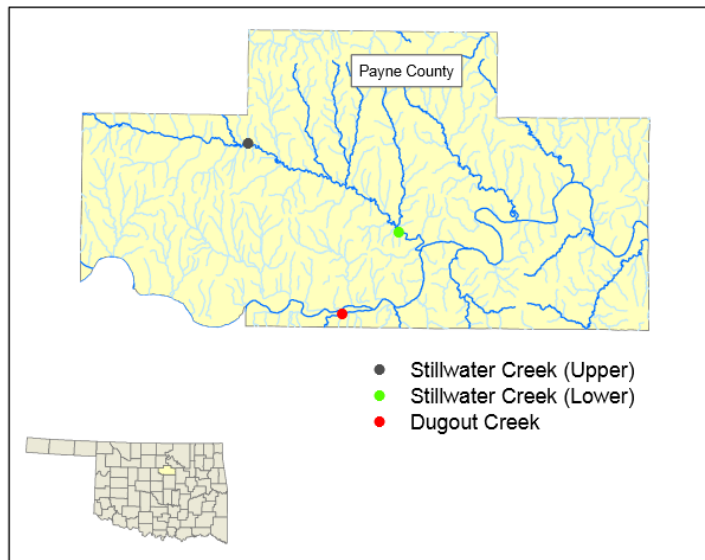 Payne County
Stillwater Creek (Upper)
Stillwater Creek (Lower)
Dugout Creek